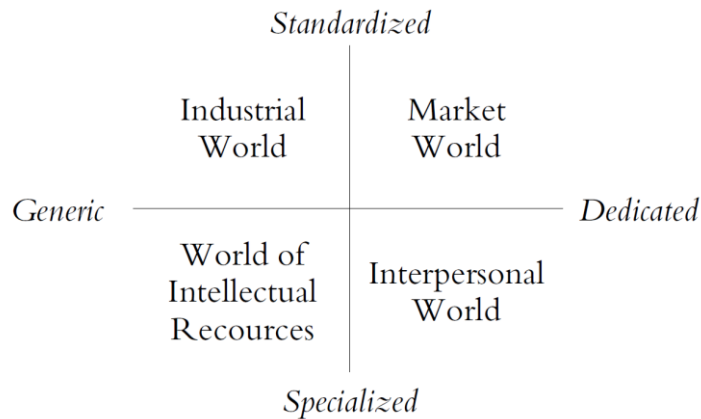 Standardized
Industrial
World
Market
World
Generic
Dedicated
World of
Intellectual
Recources
Interpersonal
World
Specialized